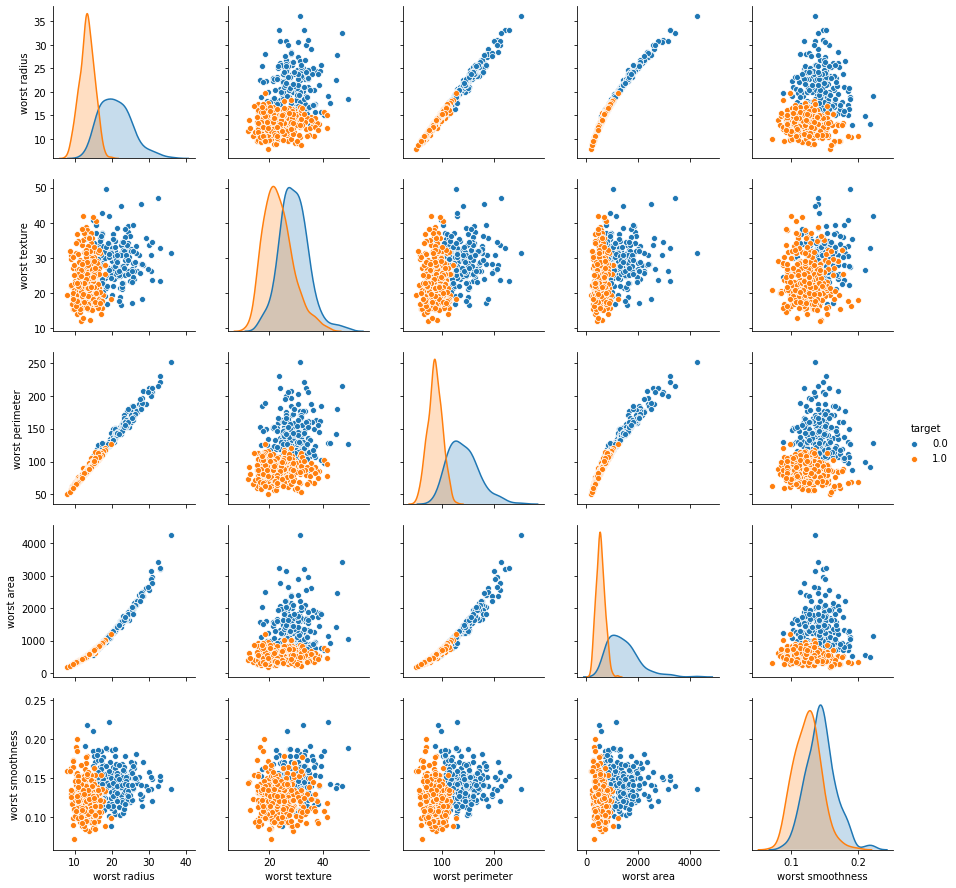 35
30
25
20
15
10
worst radius
50
40
30
20
10
worst texture
250
200
150
100
50
worst perimeter
target
0.0
1.0
4000
3000
2000
1000
0
worst area
0.25
0.20
0.15
0.10
worst smoothness
10 20 30 40
20 40
100 200
0 2000 4000
0.1 0.2
worst radius
worst texture
worst perimeter
worst area
worst smoothness